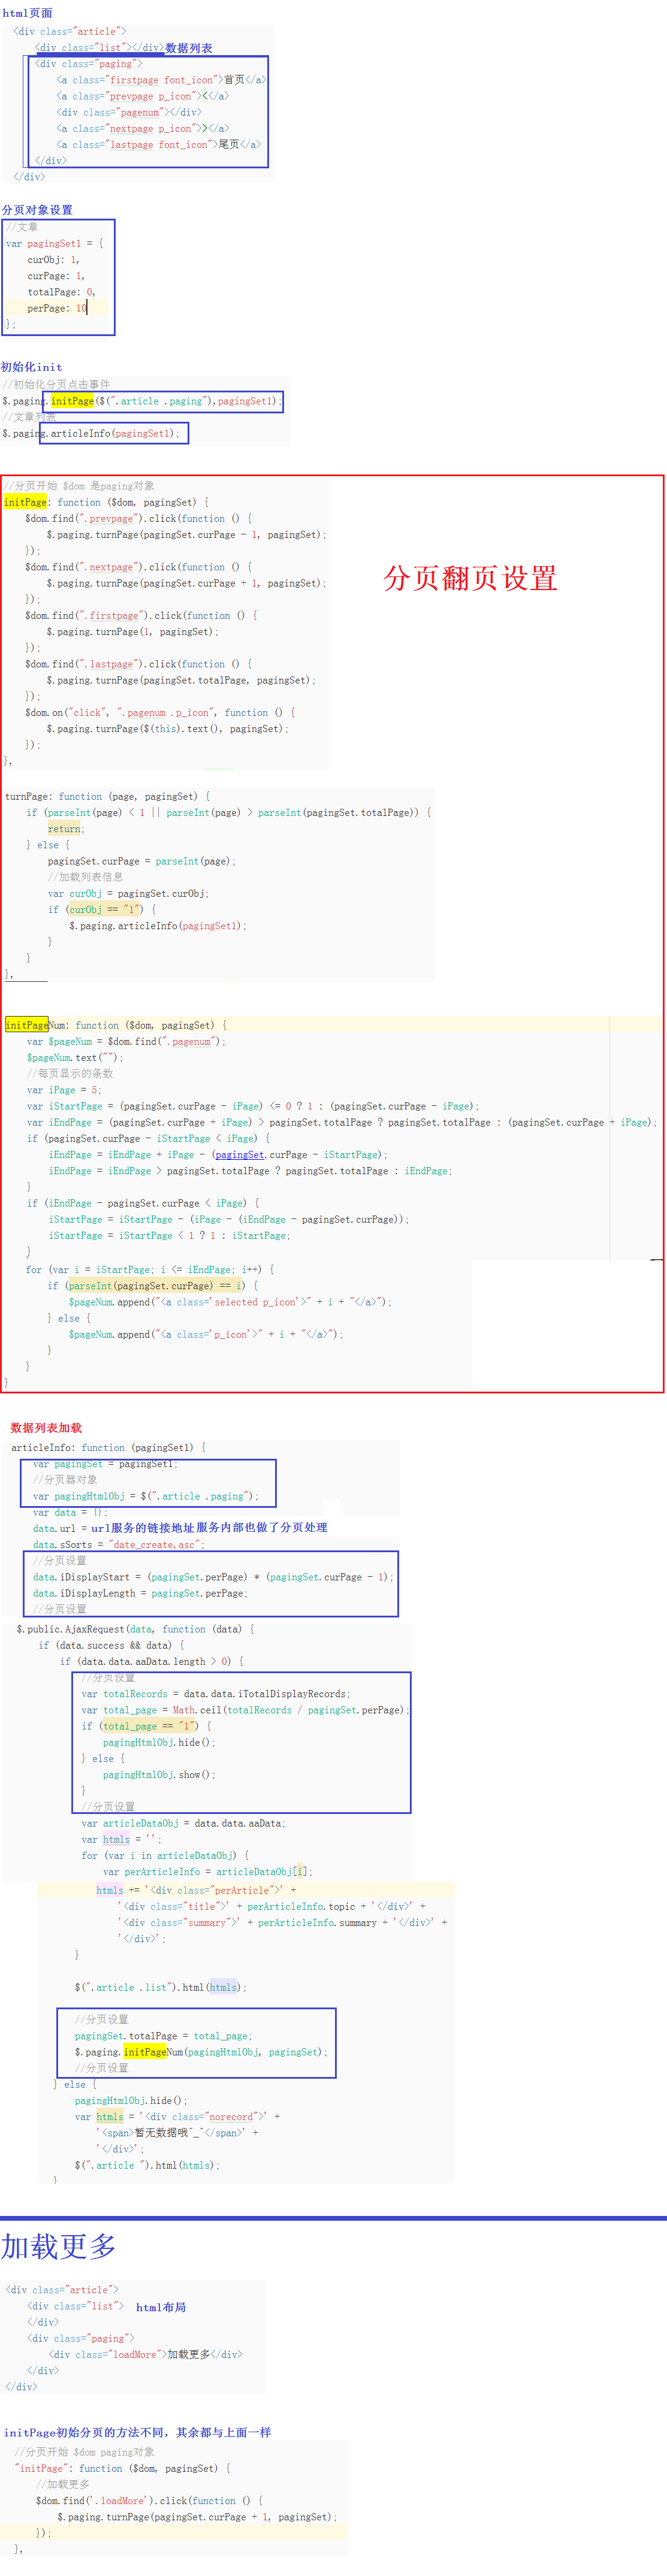 html页面
<div class="article">
<div class="list"></div>数据列表
<div class="paging">
<a class="firstpage font_icon">首页</a>
<a class="prevpage p_icon"><</a>
<div class="pagenum"></div>
<a class="nextpage p_icon">></a>
<a class="lastpage font_icon">尾页</a>
</div>
</div>
分页对象设置
//文章
var pagingSet1 = {
curObj: 1,
curPage: 1,
totalPage: 0,
perPage: 10
};
初始化init
//初始化分页点击事件
$.paging.initPage($(".article .paging"),pagingSet1);
//文章列表
$.paging.articleInfo(pagingSet1);
//分页开始 $dom 是paging对象
initPage: function ($dom, pagingSet) {
$dom.find(".prevpage").click(function () {
$.paging.turnPage(pagingSet.curPage - 1, pagingSet);
});
$dom.find(".nextpage").click(function () {
$.paging.turnPage(pagingSet.curPage + 1, pagingSet);
});
分页翻页设置
$dom.find(".firstpage").click(function () {
$.paging.turnPage(1, pagingSet);
});
$dom.find(".lastpage").click(function () {
$.paging.turnPage(pagingSet.totalPage, pagingSet);
});
$dom.on("click", ".pagenum .p_icon", function () {
$.paging.turnPage($(this).text(), pagingSet);
});
},
turnPage: function (page, pagingSet) {
if (parseInt(page) < 1 || parseInt(page) > parseInt(pagingSet.totalPage)) {
return;
} else {
pagingSet.curPage = parseInt(page);
//加载列表信息
var curObj = pagingSet.curObj;
if (curObj == "1") {
$.paging.articleInfo(pagingSet1);
}
}
},
initPageNum: function ($dom, pagingSet) {
var $pageNum = $dom.find(".pagenum");
$pageNum.text("");
//每页显示的条数
var iPage = 5;
var iStartPage = (pagingSet.curPage - iPage) <= 0 ? 1 : (pagingSet.curPage - iPage);
var iEndPage = (pagingSet.curPage + iPage) > pagingSet.totalPage ? pagingSet.totalPage : (pagingSet.curPage + iPage);
if (pagingSet.curPage - iStartPage < iPage) {
iEndPage = iEndPage + iPage - (pagingSet.curPage - iStartPage);
iEndPage = iEndPage > pagingSet.totalPage ? pagingSet.totalPage : iEndPage;
}
if (iEndPage - pagingSet.curPage < iPage) {
iStartPage = iStartPage - (iPage - (iEndPage - pagingSet.curPage));
iStartPage = iStartPage < 1 ? 1 : iStartPage;
}
for (var i = iStartPage; i <= iEndPage; i++) {
if (parseInt(pagingSet.curPage) == i) {
$pageNum.append("<a class='selected p_icon'>" + i + "</a>");
} else {
$pageNum.append("<a class='p_icon'>" + i + "</a>");
}
}
}
数据列表加载
articleInfo: function (pagingSet1) {
var pagingSet = pagingSet1;
//分页器对象
var pagingHtmlObj = $(".article .paging");
var data = {};
data.url = url服务的链接地址服务内部也做了分页处理
data.sSorts = "date_create,asc";
//分页设置
data.iDisplayStart = (pagingSet.perPage) * (pagingSet.curPage - 1);
data.iDisplayLength = pagingSet.perPage;
//分页设置
$.public.AjaxRequest(data, function (data) {
if (data.success && data) {
if (data.data.aaData.length > 0) {
//分页设置
var totalRecords = data.data.iTotalDisplayRecords;
var total_page = Math.ceil(totalRecords / pagingSet.perPage);
if (total_page == "1") {
pagingHtmlObj.hide();
} else {
pagingHtmlObj.show();
}
//分页设置
var articleDataObj = data.data.aaData;
var htmls = '';
for (var i in articleDataObj) {
var perArticleInfo = articleDataObj[i];
htmls += '<div class="perArticle">' +
'<div class="title">' + perArticleInfo.topic + '</div>' +
'<div class="summary">' + perArticleInfo.summary + '</div>' +
'</div>';
}
$(".article .list").html(htmls);
//分页设置
pagingSet.totalPage = total_page;
$.paging.initPageNum(pagingHtmlObj, pagingSet);
//分页设置
} else {
pagingHtmlObj.hide();
var htmls = '<div class="norecord">' +
'<span>暂无数据哦^_^</span>' +
'</div>';
$(".article ").html(htmls);
}
加载更多
<div class="article">
<div class="list"> html布局
</div>
<div class="paging">
<div class="loadMore">加载更多</div>
</div>
</div>
initPage初始分页的方法不同，其余都与上面一样
//分页开始 $dom paging对象
"initPage": function ($dom, pagingSet) {
//加载更多
$dom.find('.loadMore').click(function () {
$.paging.turnPage(pagingSet.curPage + 1, pagingSet);
});
},